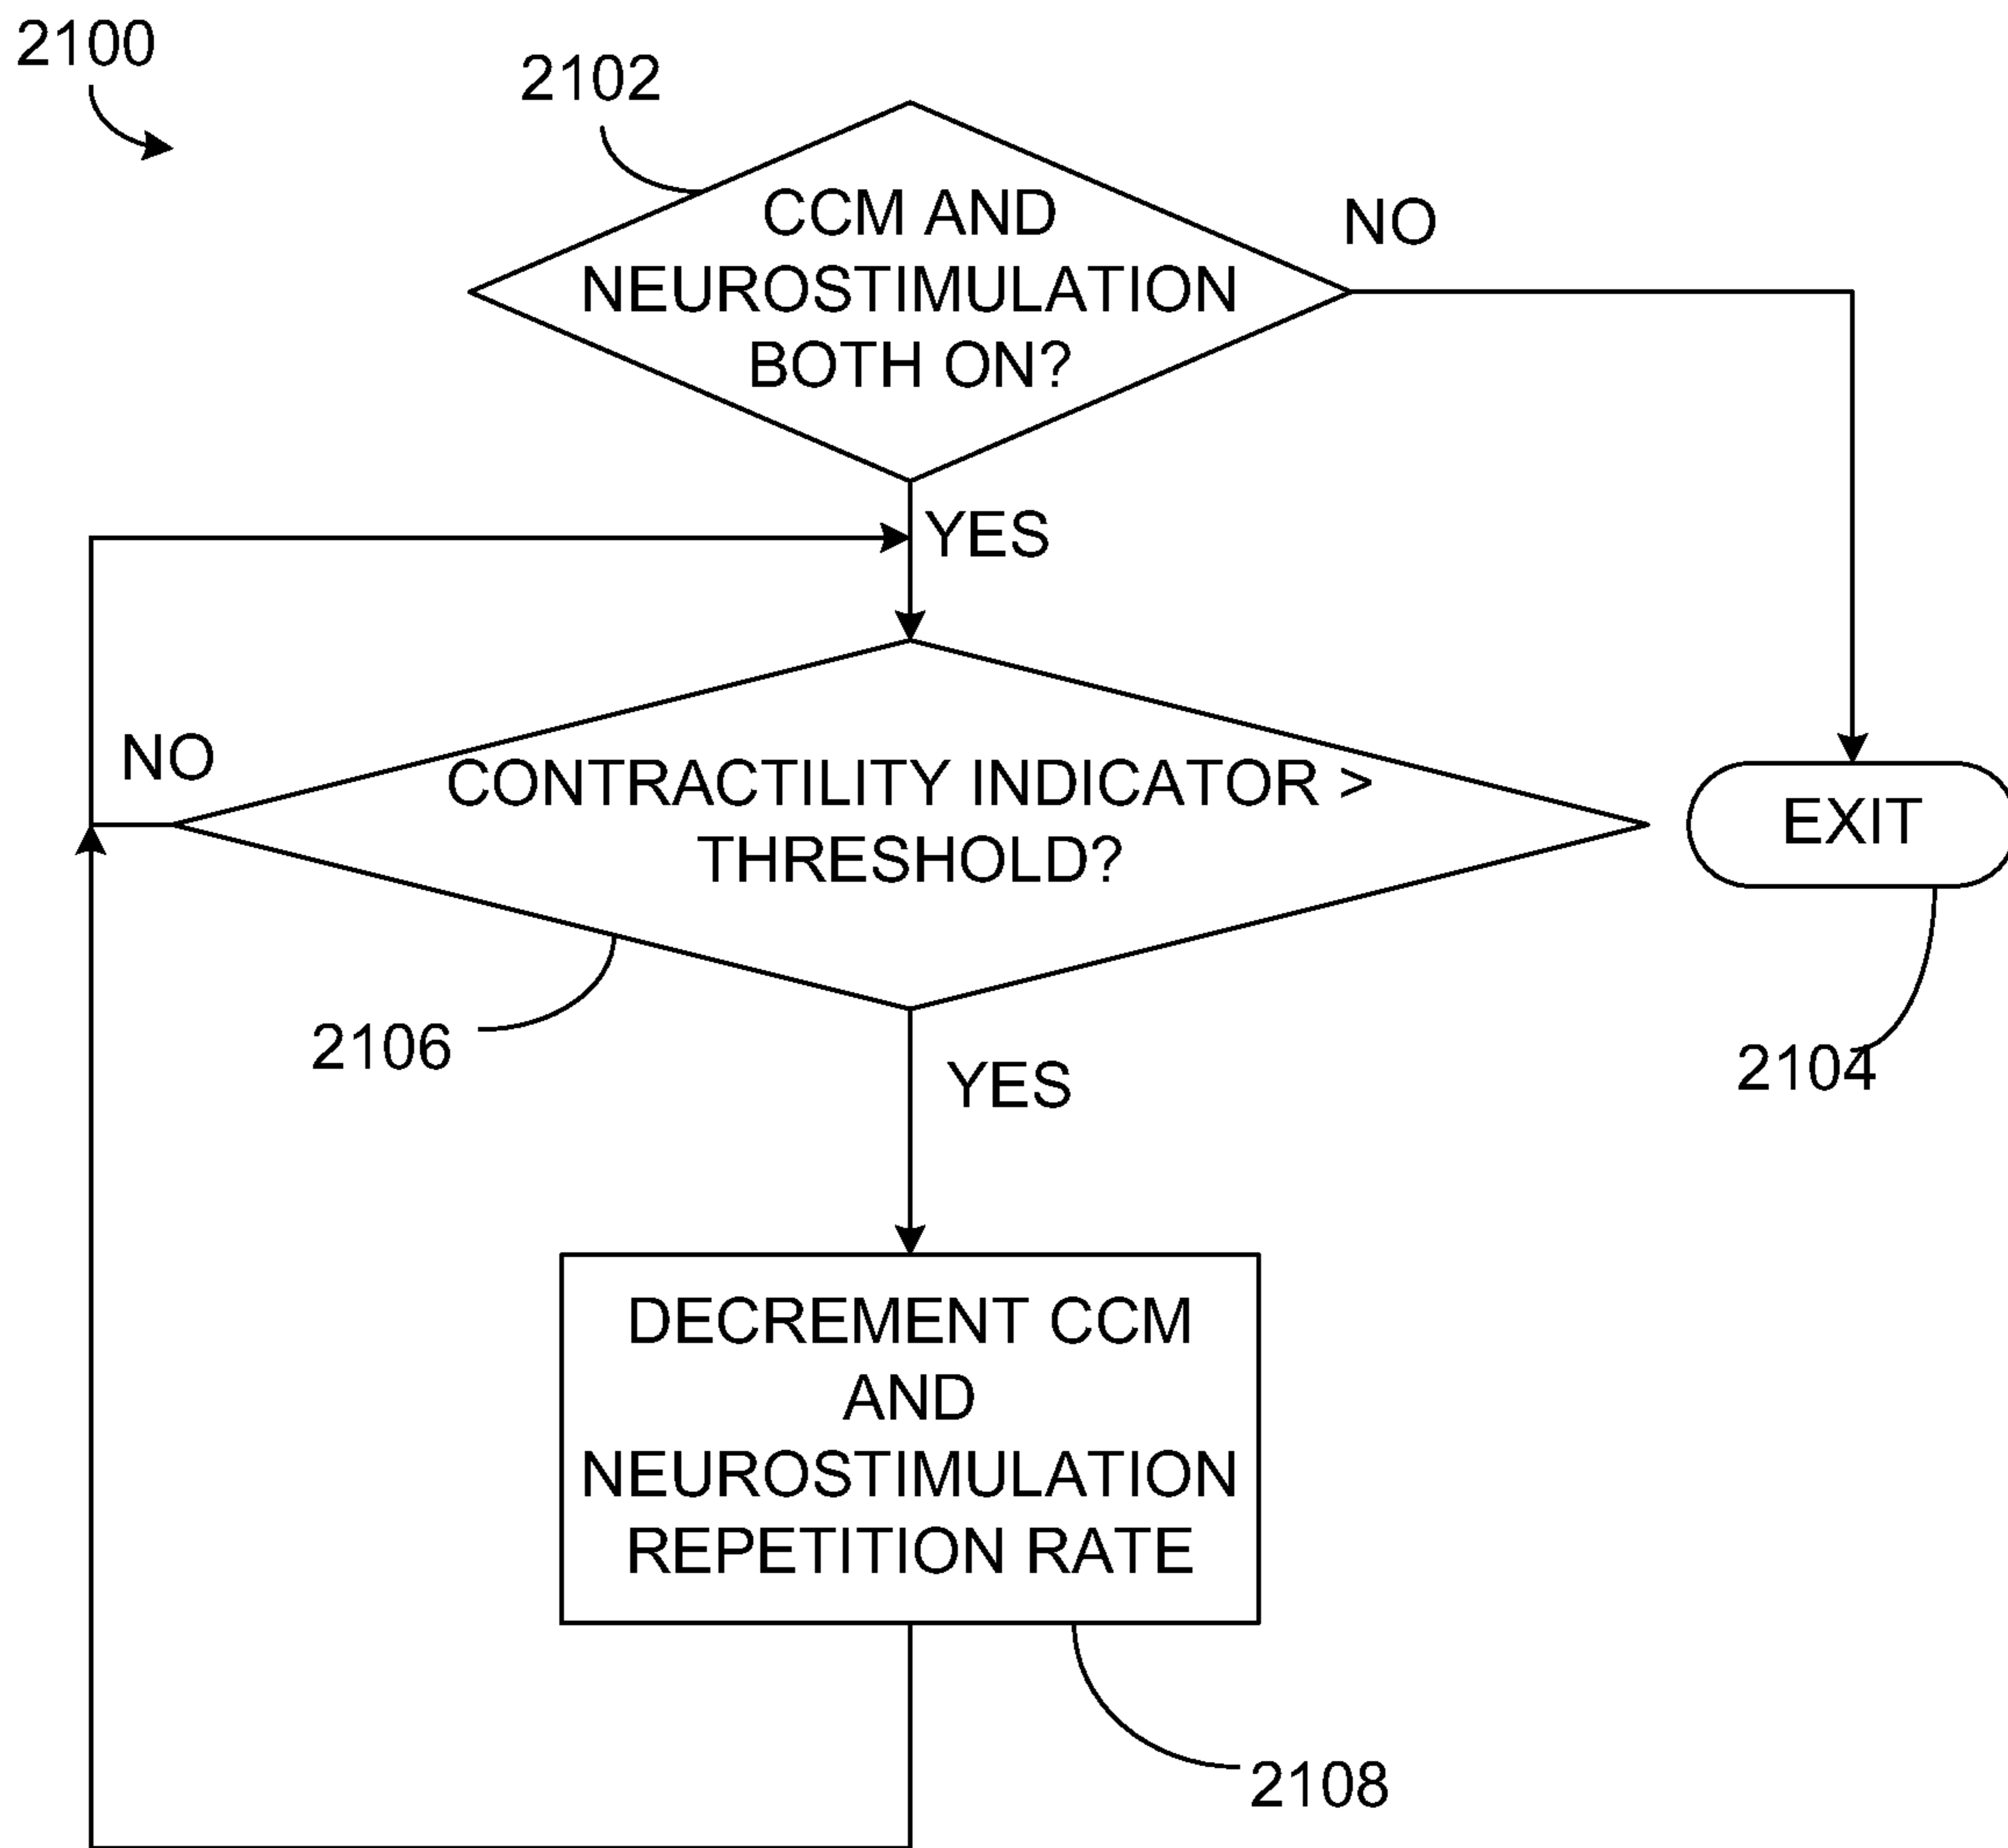 2100
2102
CCM AND
NEUROSTIMULATION
BOTH ON?
NO
YES
NO
CONTRACTILITY INDICATOR >
THRESHOLD?
EXIT
2106
2104
YES
DECREMENT CCM
AND
NEUROSTIMULATION
REPETITION RATE
2108